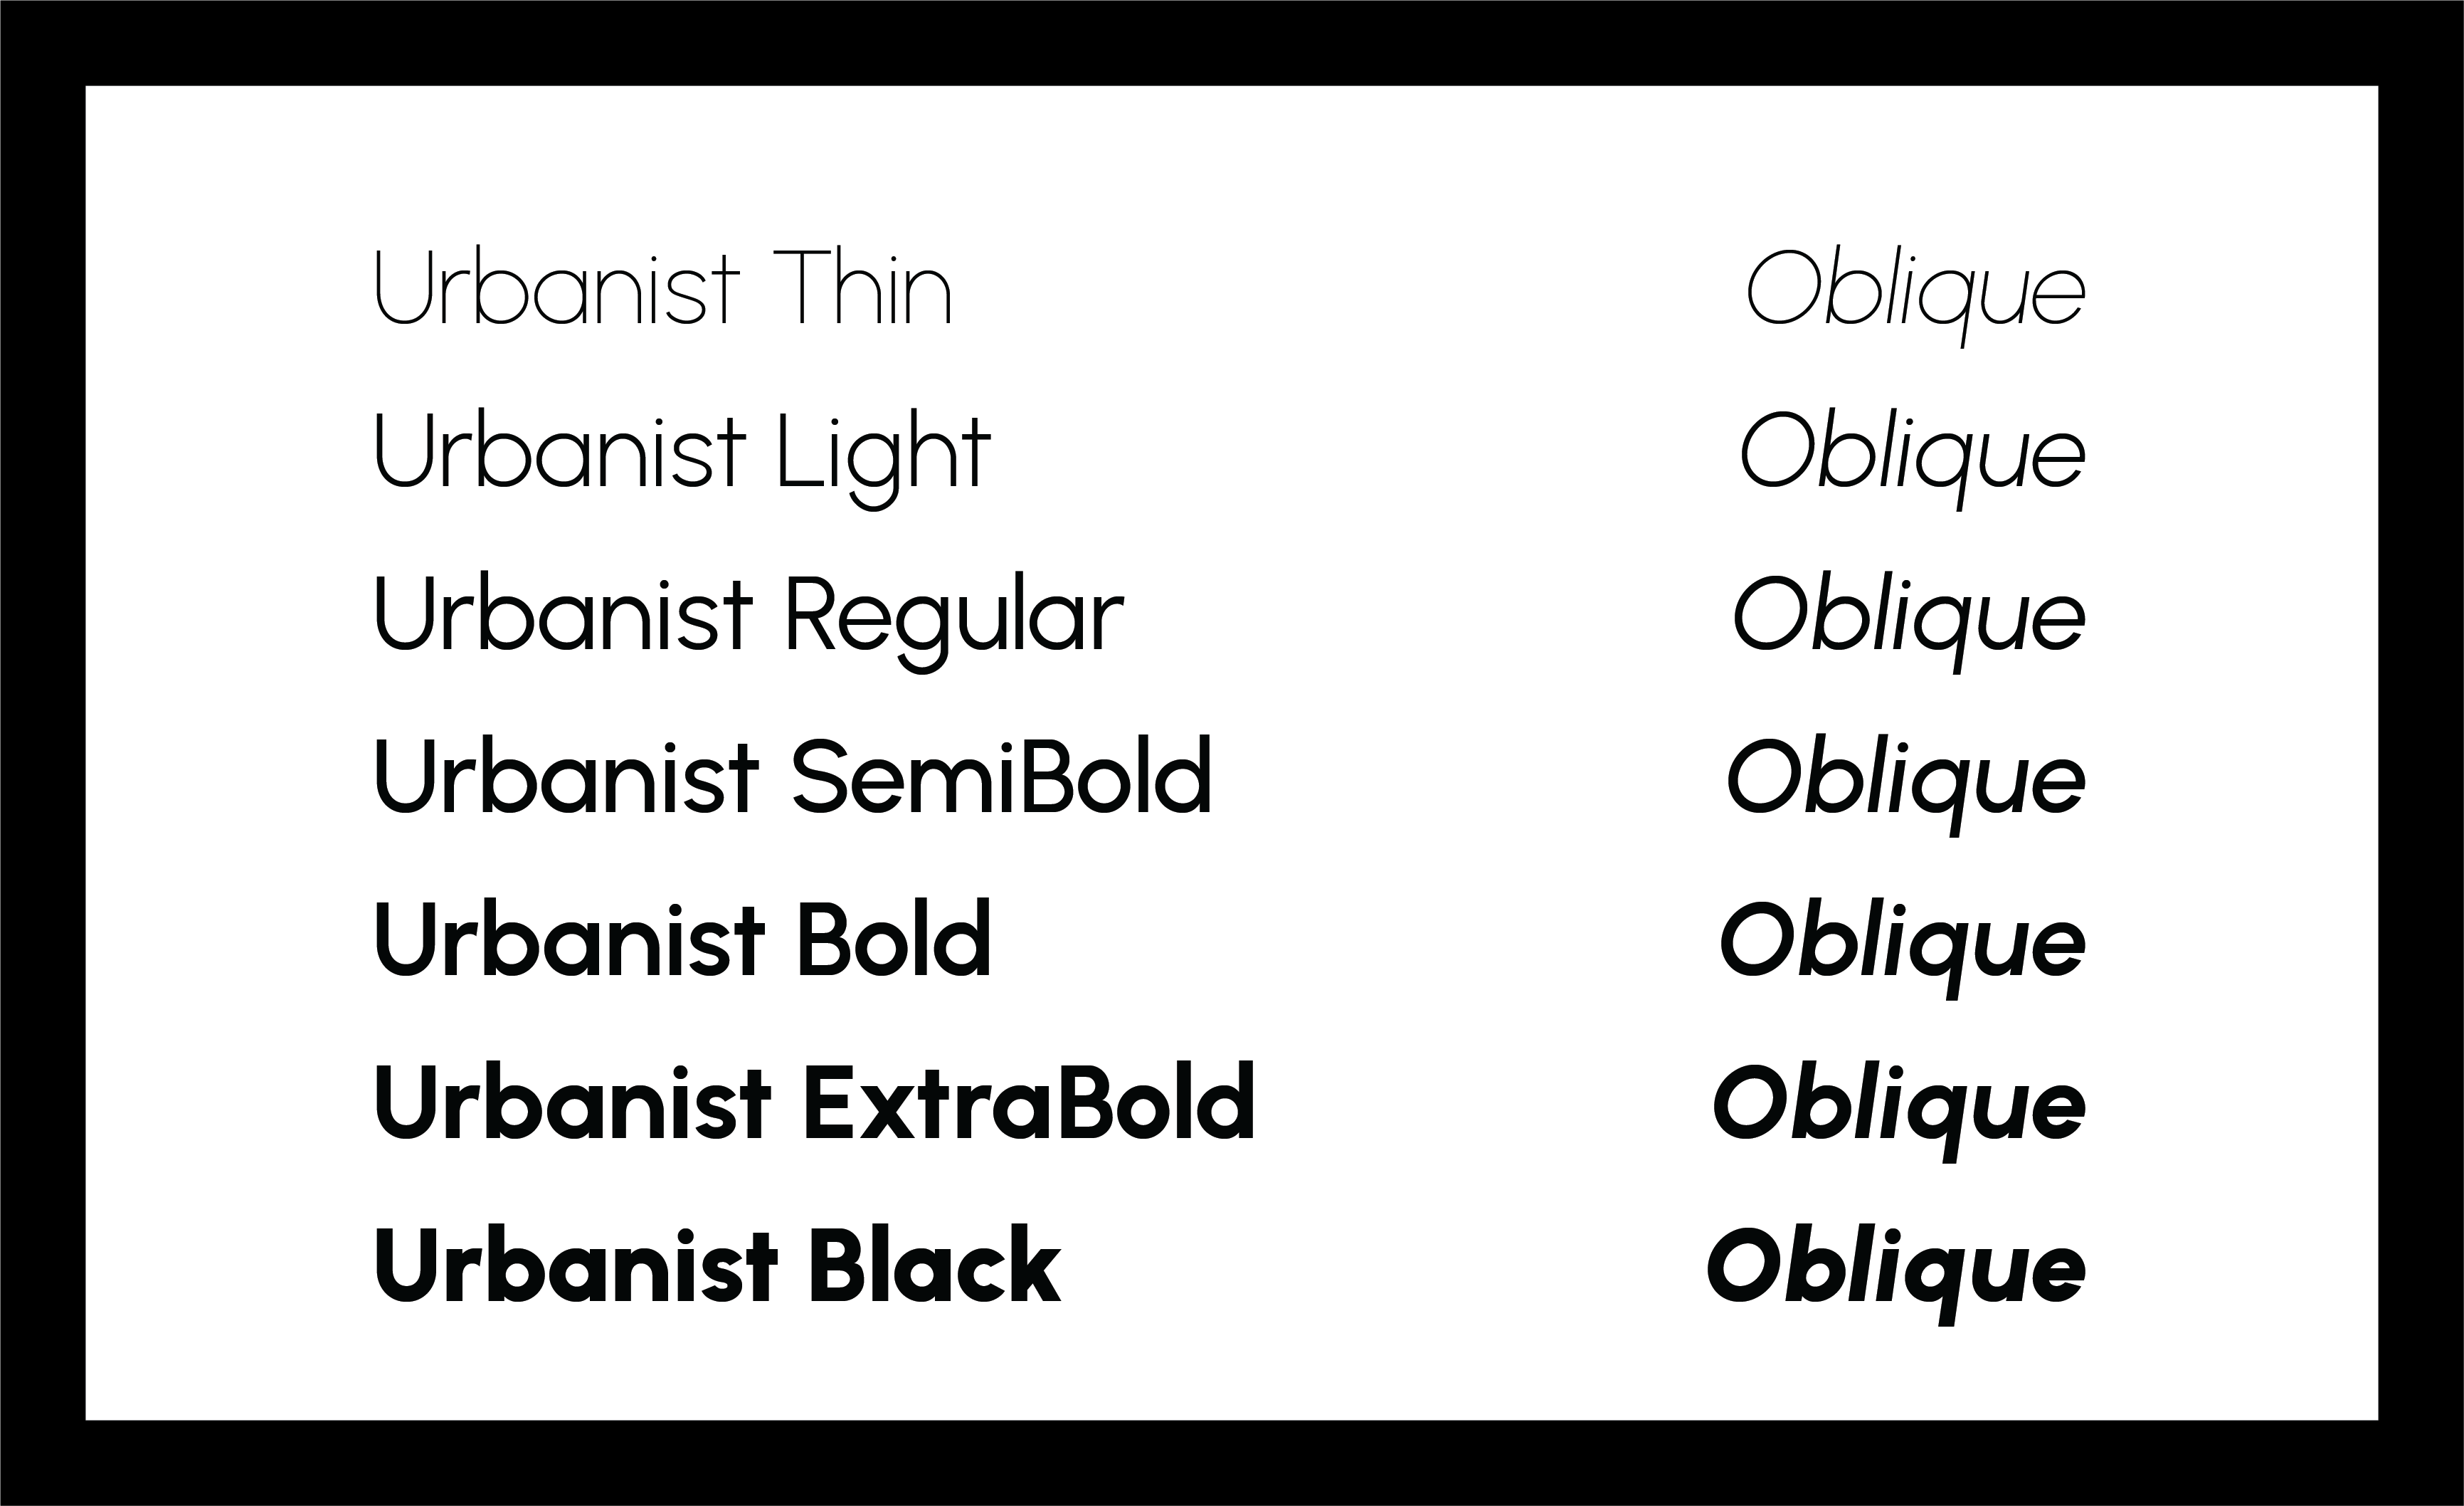 Urbanist Thin Oblique
Urbanist Light Oblique
Urbanist Regular Oblique
Urbanist SemiBold Oblique
Urbanist Bold Oblique
Urbanist ExtraBold Oblique
Urbanist Black Oblique